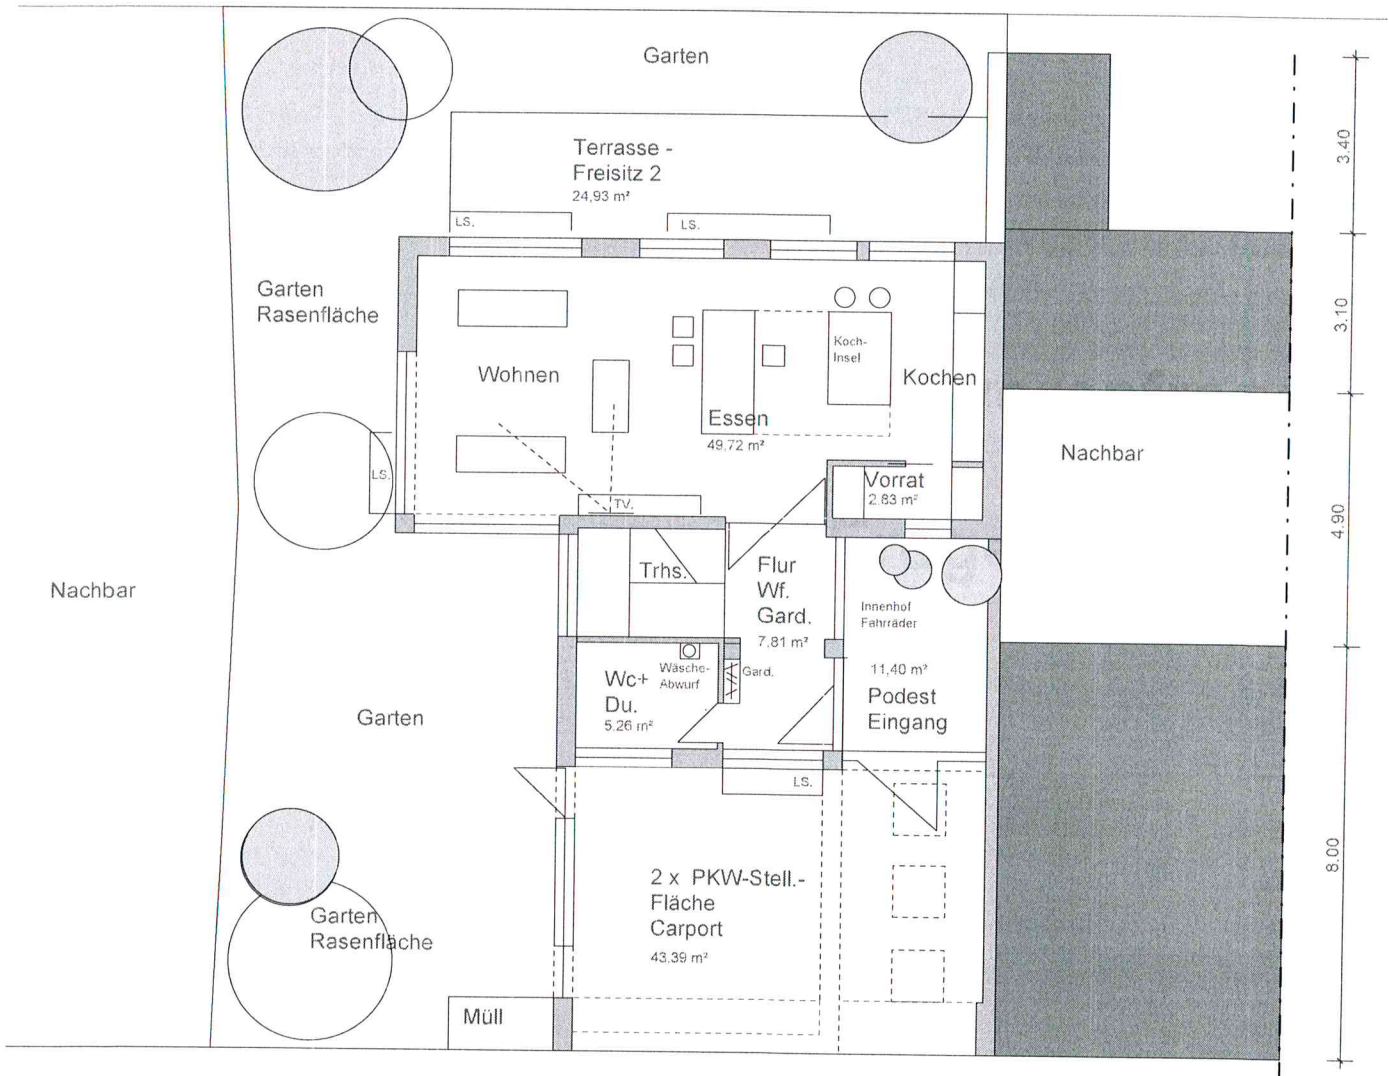 Garten
Terrasse -
Freisitz 2
24,93 m²
LS.
LS.
3.40
Garten
Rasenfläche
3.10
Koch-
Insel
Wohnen
Kochen
Essen
49,72 m²
Nachbar
LS.
Vorrat
2.83 m²
TV.
4.90
Trhs.
Flur
Wf.
Gard.
7,81 m²
Nachbar
Innenhof
Fahrräder
11,40 m²
Podest
Eingang
Wäsche-
Abwurf
Gard.
Wc+
Du.
5.26 m²
Garten
LS.
8.00
2 x PKW-Stell.-
Fläche
Carport
43,39 m²
Garten
Rasenfläche
Müll